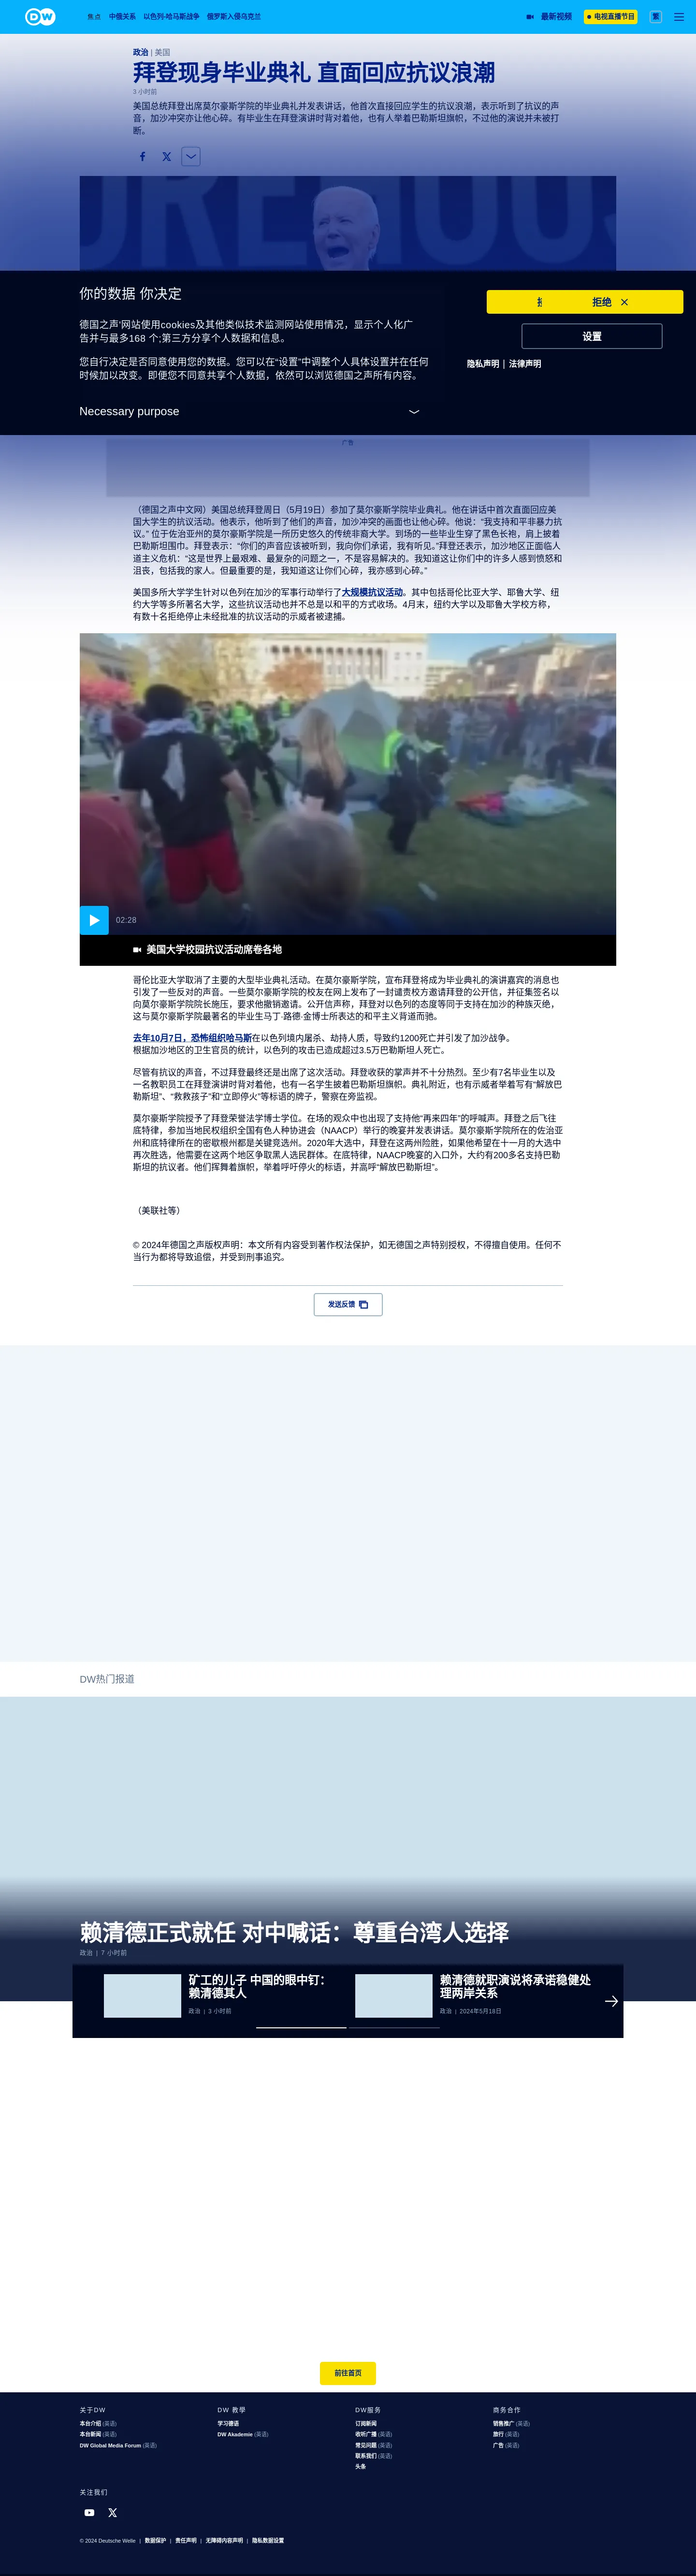 DW
焦点 中俄关系 以色列-哈马斯战争 俄罗斯入侵乌克兰 最新视频 电视直播节目 繁
政治 | 美国
拜登现身毕业典礼 直面回应抗议浪潮
3 小时前
美国总统拜登出席莫尔豪斯学院的毕业典礼并发表讲话，他首次直接回应学生的抗议浪潮，表示听到了抗议的声
音，加沙冲突亦让他心碎。有毕业生在拜登演讲时背对着他，也有人举着巴勒斯坦旗帜，不过他的演说并未被打
断。
你的数据 你决定
拒绝
德国之声'网站使用cookies及其他类似技术监测网站使用情况，显示个人化广
告并与最多168 个;第三方分享个人数据和信息。
设置
您自行决定是否同意使用您的数据。您可以在"设置"中调整个人具体设置并在任何
时候加以改变。即便您不同意共享个人数据，依然可以浏览德国之声所有内容。
隐私声明 | 法律声明
Necessary purpose
广告
（德国之声中文网）美国总统拜登周日（5月19日）参加了莫尔豪斯学院毕业典礼。他在讲话中首次直面回应美
国大学生的抗议活动。他表示，他听到了他们的声音，加沙冲突的画面也让他心碎。他说：“我支持和平非暴力抗
议。” 位于佐治亚州的莫尔豪斯学院是一所历史悠久的传统非裔大学。到场的一些毕业生穿了黑色长袍，肩上披着
巴勒斯坦围巾。拜登表示：“你们的声音应该被听到，我向你们承诺，我有听见。”拜登还表示，加沙地区正面临人
道主义危机：“这是世界上最艰难、最复杂的问题之一，不是容易解决的。我知道这让你们中的许多人感到愤怒和
沮丧，包括我的家人。但最重要的是，我知道这让你们心碎，我亦感到心碎。”
美国多所大学学生针对以色列在加沙的军事行动举行了大规模抗议活动。其中包括哥伦比亚大学、耶鲁大学、纽
约大学等多所著名大学，这些抗议活动也并不总是以和平的方式收场。4月末，纽约大学以及耶鲁大学校方称，
有数十名拒绝停止未经批准的抗议活动的示威者被逮捕。
02:28
美国大学校园抗议活动席卷各地
哥伦比亚大学取消了主要的大型毕业典礼活动。在莫尔豪斯学院，宣布拜登将成为毕业典礼的演讲嘉宾的消息也
引发了一些反对的声音。一些莫尔豪斯学院的校友在网上发布了一封谴责校方邀请拜登的公开信，并征集签名以
向莫尔豪斯学院院长施压，要求他撤销邀请。公开信声称，拜登对以色列的态度等同于支持在加沙的种族灭绝，
这与莫尔豪斯学院最著名的毕业生马丁·路德·金博士所表达的和平主义背道而驰。
去年10月7日，恐怖组织哈马斯在以色列境内屠杀、劫持人质，导致约1200死亡并引发了加沙战争。
根据加沙地区的卫生官员的统计，以色列的攻击已造成超过3.5万巴勒斯坦人死亡。
尽管有抗议的声音，不过拜登最终还是出席了这次活动。拜登收获的掌声并不十分热烈。至少有7名毕业生以及
一名教职员工在拜登演讲时背对着他，也有一名学生披着巴勒斯坦旗帜。典礼附近，也有示威者举着写有“解放巴
勒斯坦”、“救救孩子”和“立即停火”等标语的牌子，警察在旁监视。
莫尔豪斯学院授予了拜登荣誉法学博士学位。在场的观众中也出现了支持他“再来四年”的呼喊声。拜登之后飞往
底特律，参加当地民权组织全国有色人种协进会（NAACP）举行的晚宴并发表讲话。莫尔豪斯学院所在的佐治亚
州和底特律所在的密歇根州都是关键竞选州。2020年大选中，拜登在这两州险胜，如果他希望在十一月的大选中
再次胜选，他需要在这两个地区争取黑人选民群体。在底特律，NAACP晚宴的入口外，大约有200多名支持巴勒
斯坦的抗议者。他们挥舞着旗帜，举着呼吁停火的标语，并高呼“解放巴勒斯坦”。
（美联社等）
© 2024年德国之声版权声明：本文所有内容受到著作权法保护，如无德国之声特别授权，不得擅自使用。任何不
当行为都将导致追偿，并受到刑事追究。
发送反馈
DW热门报道
赖清德正式就任 对中喊话：尊重台湾人选择
政治 | 7 小时前
矿工的儿子 中国的眼中钉：
赖清德其人
政治 | 3 小时前
赖清德就职演说将承诺稳健处
理两岸关系
政治 | 2024年5月18日
前往首页
关于DW
本台介绍 (英语)
本台新闻 (英语)
DW Global Media Forum (英语)
DW 教學
学习德语
DW Akademie (英语)
DW服务
订阅新闻
收听广播 (英语)
常见问题 (英语)
联系我们 (英语)
头条
商务合作
销售推广 (英语)
旅行 (英语)
广告 (英语)
关注我们
© 2024 Deutsche Welle | 数据保护 | 责任声明 | 无障碍内容声明 | 隐私数据设置